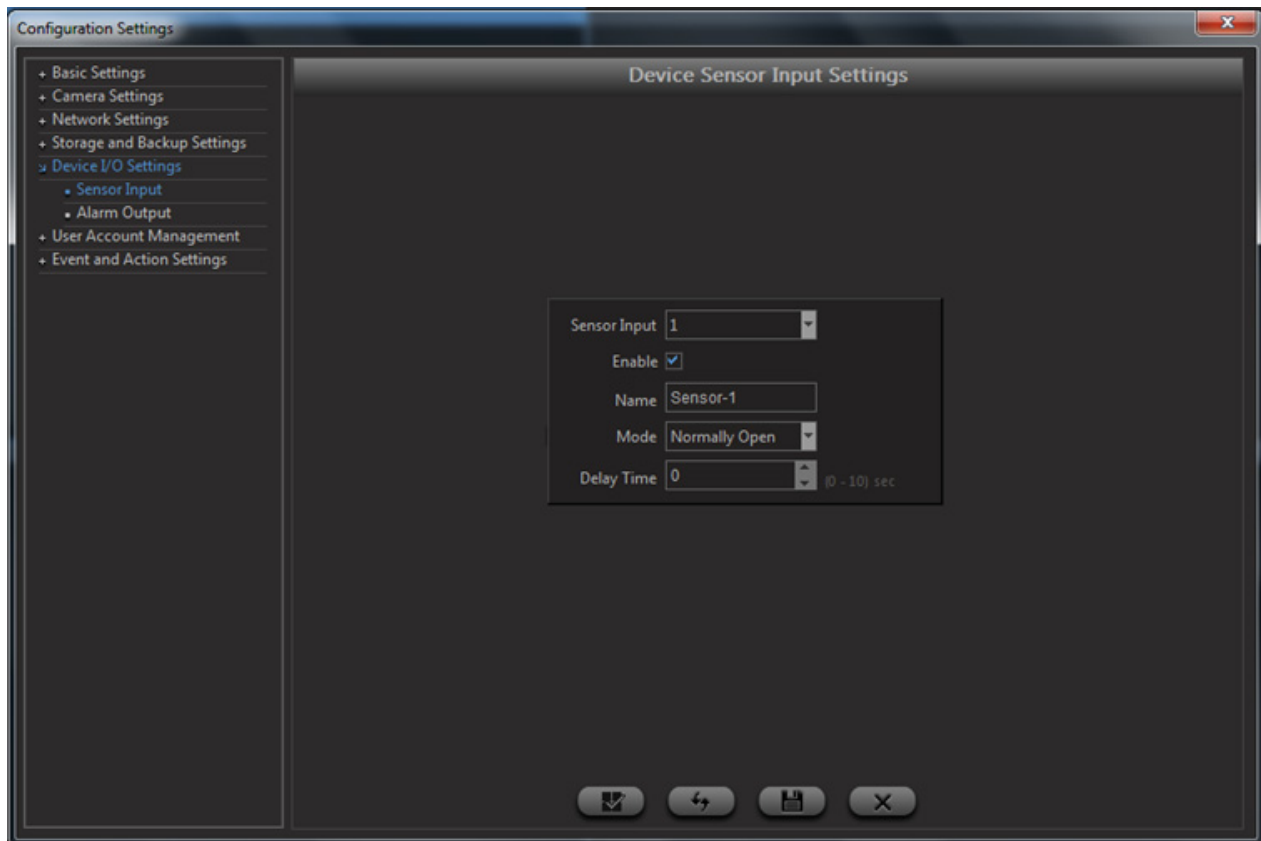 Configuration Settings
+ Basic Settings
+ Camera Settings
+ Network Settings
+ Storage and Backup Settings
Device I/O Settings
Sensor Input
Alarm Output
+ User Account Management
+ Event and Action Settings
Device Sensor Input Settings
Sensor Input 1
Enable
Name Sensor-1
Mode Normally Open
Delay Time 0 (0 - 10) sec